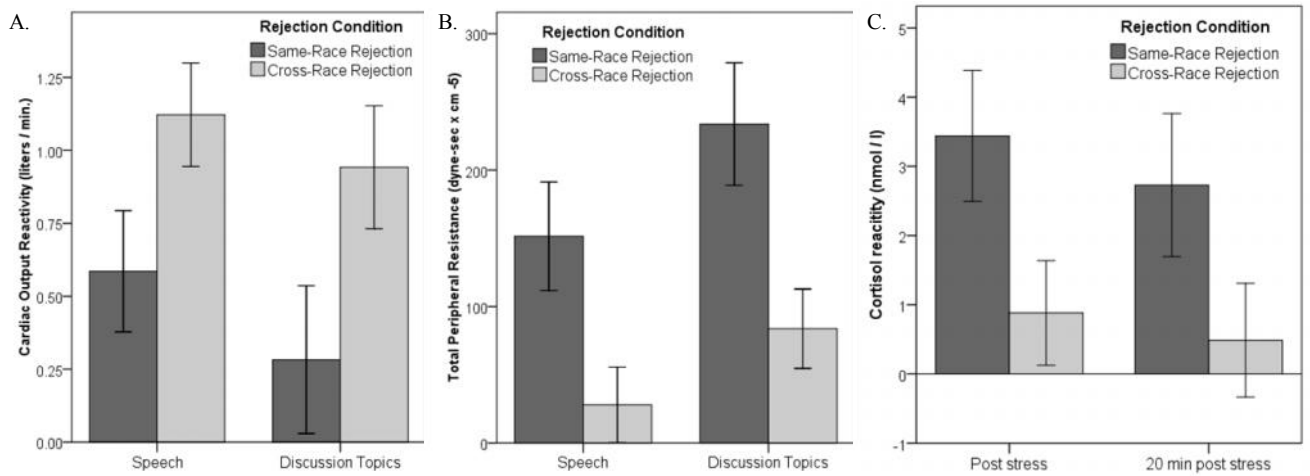 A.
Rejection Condition
Same-Race Rejection
Cross-Race Rejection
Cardiac Output Reactivity (liters / min.)
1.25
1.00
0.75
0.50
0.25
0.00
Speech
Discussion Topics
B.
Rejection Condition
Same-Race Rejection
Cross-Race Rejection
Total Peripheral Resistance (dyne-sec x cm -5)
300
200
100
0
Speech
Discussion Topics
C.
Rejection Condition
Same-Race Rejection
Cross-Race Rejection
Cortisol reacitity (nmol / l)
5
4
3
2
1
0
-1
Post stress
20 min post stress